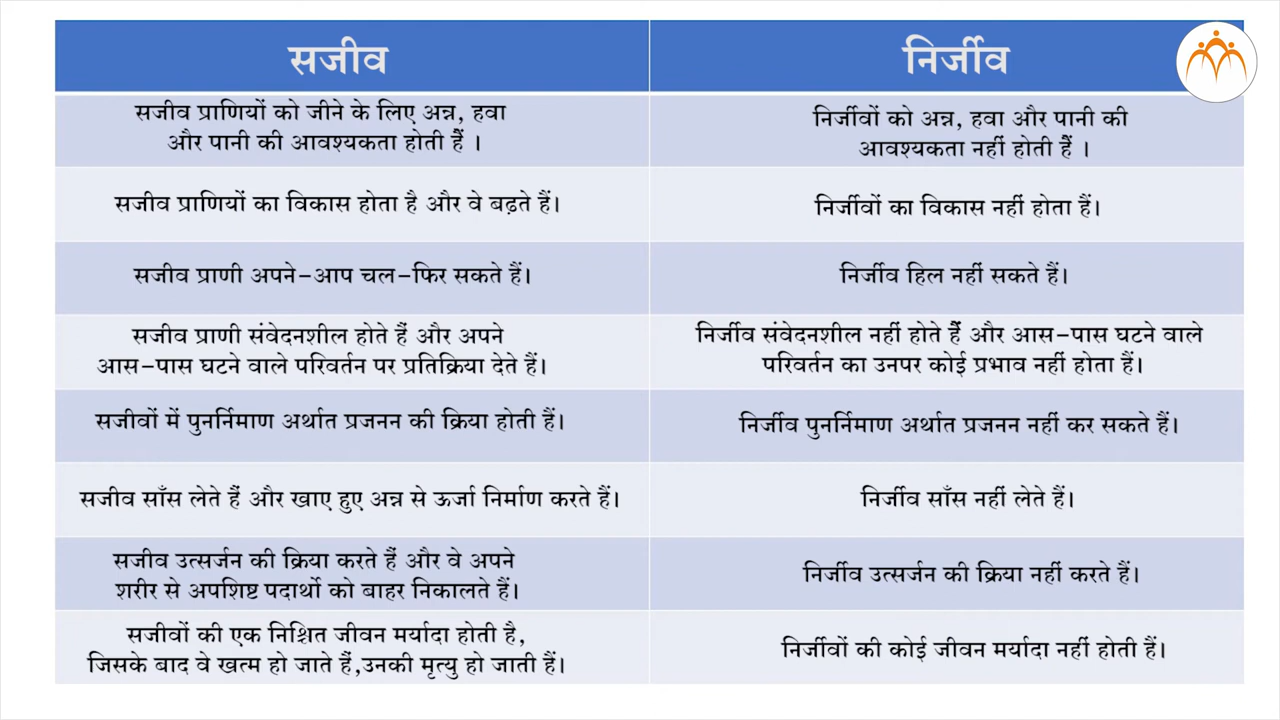 सजीव
निर्जीव
सजीव प्राणियों को जीने के लिए अन्न, हवा
और पानी की आवश्यकता होती हैं ।
निर्जीवों को अन्न, हवा और पानी की
आवश्यकता नहीं होती हैं ।
सजीव प्राणियों का विकास होता है और वे बढ़ते हैं।
निर्जीवों का विकास नहीं होता हैं।
सजीव प्राणी अपने-आप चल-फिर सकते हैं।
निर्जीव हिल नहीं सकते हैं।
सजीव प्राणी संवेदनशील होते हैं और अपने
आस-पास घटने वाले परिवर्तन पर प्रतिक्रिया देते हैं।
निर्जीव संवेदनशील नहीं होते हैं और आस-पास घटने वाले
परिवर्तन का उनपर कोई प्रभाव नहीं होता हैं।
सजीवों में पुनर्निमाण अर्थात प्रजनन की क्रिया होती हैं।
निर्जीव पुनर्निमाण अर्थात प्रजनन नहीं कर सकते हैं।
सजीव साँस लेते हैं और खाए हुए अन्न से ऊर्जा निर्माण करते हैं।
निर्जीव साँस नहीं लेते हैं।
सजीव उत्सर्जन की क्रिया करते हैं और वे अपने
शरीर से अपशिष्ट पदार्थो को बाहर निकालते हैं।
निर्जीव उत्सर्जन की क्रिया नहीं करते हैं।
सजीवों की एक निश्चित जीवन मर्यादा होती है,
जिसके बाद वे खत्म हो जाते हैं,उनकी मृत्यु हो जाती हैं।
निर्जीवों की कोई जीवन मर्यादा नहीं होती हैं।